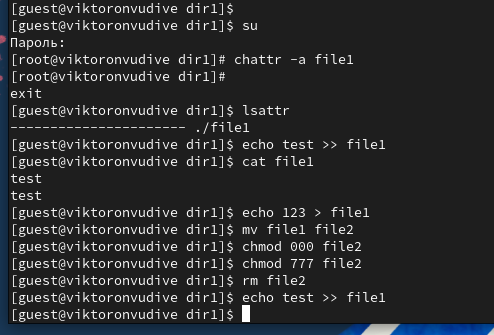 [guest@viktoronvudive dir1]$
[guest@viktoronvudive dir1]$ su
Пароль:
[root@viktoronvudive dir1]# chattr -a file1
[root@viktoronvudive dir1]#
exit
[guest@viktoronvudive dir1]$ lsattr
---------------------- ./file1
[guest@viktoronvudive dir1]$ echo test >> file1
[guest@viktoronvudive dir1]$ cat file1
test
test
[guest@viktoronvudive dir1]$ echo 123 > file1
[guest@viktoronvudive dir1]$ mv file1 file2
[guest@viktoronvudive dir1]$ chmod 000 file2
[guest@viktoronvudive dir1]$ chmod 777 file2
[guest@viktoronvudive dir1]$ rm file2
[guest@viktoronvudive dir1]$ echo test >> file1
[guest@viktoronvudive dir1]$